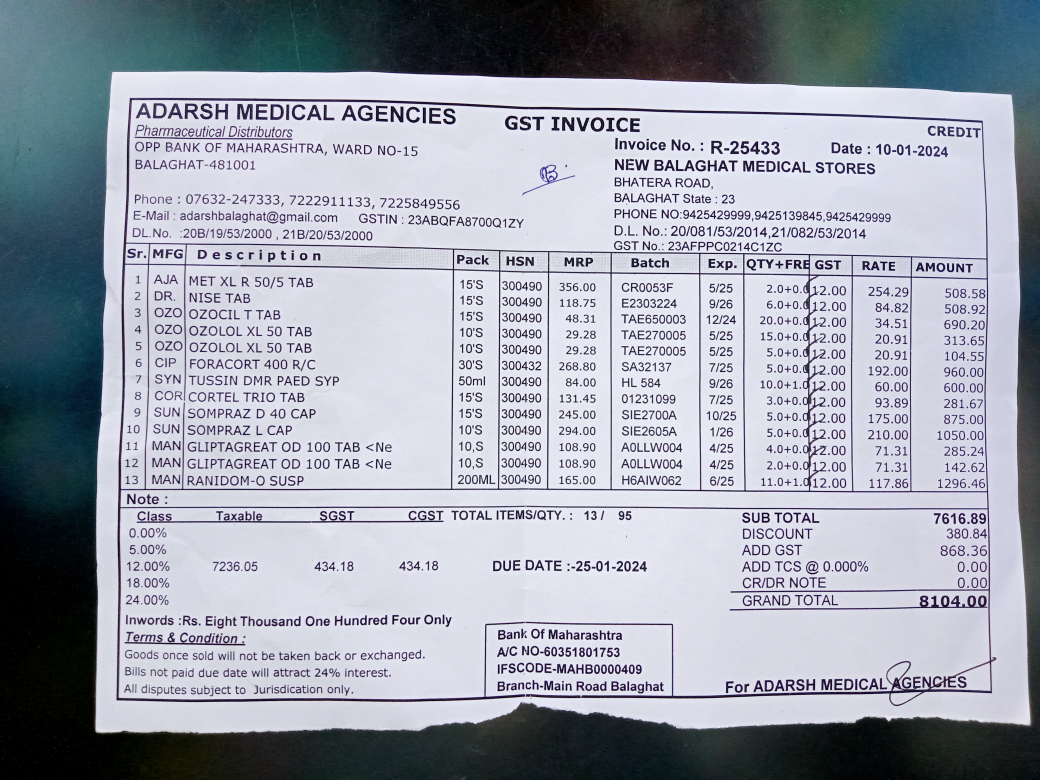 ADARSH MEDICAL AGENCIES
Pharmaceutical Distributors
OPP BANK OF MAHARASHTRA, WARD NO-15
BALAGHAT-481001
Phone : 07632-247333, 7222911133, 7225849556
E-Mail : adarshbalaghat@gmail.com GSTIN : 23ABQFA8700Q1ZY
DL.No. :20B/19/53/2000 , 21B/20/53/2000
GST INVOICE
CREDIT
Invoice No. : R-25433 Date : 10-01-2024
NEW BALAGHAT MEDICAL STORES
BHATERA ROAD,
BALAGHAT State : 23
PHONE NO:9425429999,9425139845,9425429999
D.L. No.: 20/081/53/2014,21/082/53/2014
GST No.: 23AFPPC0214C1ZC
Sr. MFG Description Pack HSN MRP Batch Exp. QTY+FRE GST RATE AMOUNT
1 AJA MET XL R 50/5 TAB 15'S 300490 356.00 CR0053F 5/25 2.0+0.0 12.00 254.29 508.58
2 DR. NISE TAB 15'S 300490 118.75 E2303224 9/26 6.0+0.0 12.00 84.82 508.92
3 OZO OZOCIL T TAB 15'S 300490 48.31 TAE650003 12/24 20.0+0.0 12.00 34.51 690.20
4 OZO OZOLOL XL 50 TAB 10'S 300490 29.28 TAE270005 5/25 15.0+0.0 12.00 20.91 313.65
5 OZO OZOLOL XL 50 TAB 10'S 300490 29.28 TAE270005 5/25 5.0+0.0 12.00 20.91 104.55
6 CIP FORACORT 400 R/C 30'S 300432 268.80 SA32137 7/25 5.0+0.0 12.00 192.00 960.00
7 SYN TUSSIN DMR PAED SYP 50ml 300490 84.00 HL 584 9/26 10.0+1.0 12.00 60.00 600.00
8 COR CORTEL TRIO TAB 15'S 300490 131.45 01231099 7/25 3.0+0.0 12.00 93.89 281.67
9 SUN SOMPRAZ D 40 CAP 15'S 300490 245.00 SIE2700A 10/25 5.0+0.0 12.00 175.00 875.00
10 SUN SOMPRAZ L CAP 10'S 300490 294.00 SIE2605A 1/26 5.0+0.0 12.00 210.00 1050.00
11 MAN GLIPTAGREAT OD 100 TAB <Ne 10,S 300490 108.90 A0LLW004 4/25 4.0+0.0 12.00 71.31 285.24
12 MAN GLIPTAGREAT OD 100 TAB <Ne 10,S 300490 108.90 A0LLW004 4/25 2.0+0.0 12.00 71.31 142.62
13 MAN RANIDOM-O SUSP 200ML 300490 165.00 H6AIW062 6/25 11.0+1.0 12.00 117.86 1296.46
Note :
Class Taxable SGST CGST TOTAL ITEMS/QTY. : 13 / 95
0.00%
5.00%
12.00% 7236.05 434.18 434.18 DUE DATE :-25-01-2024
18.00%
24.00%
SUB TOTAL 7616.89
DISCOUNT 380.84
ADD GST 868.36
ADD TCS @ 0.000% 0.00
CR/DR NOTE 0.00
GRAND TOTAL 8104.00
Inwords :Rs. Eight Thousand One Hundred Four Only
Terms & Condition :
Goods once sold will not be taken back or exchanged.
Bills not paid due date will attract 24% interest.
All disputes subject to Jurisdication only.
Bank Of Maharashtra
A/C NO-60351801753
IFSCODE-MAHB0000409
Branch-Main Road Balaghat
For ADARSH MEDICAL AGENCIES